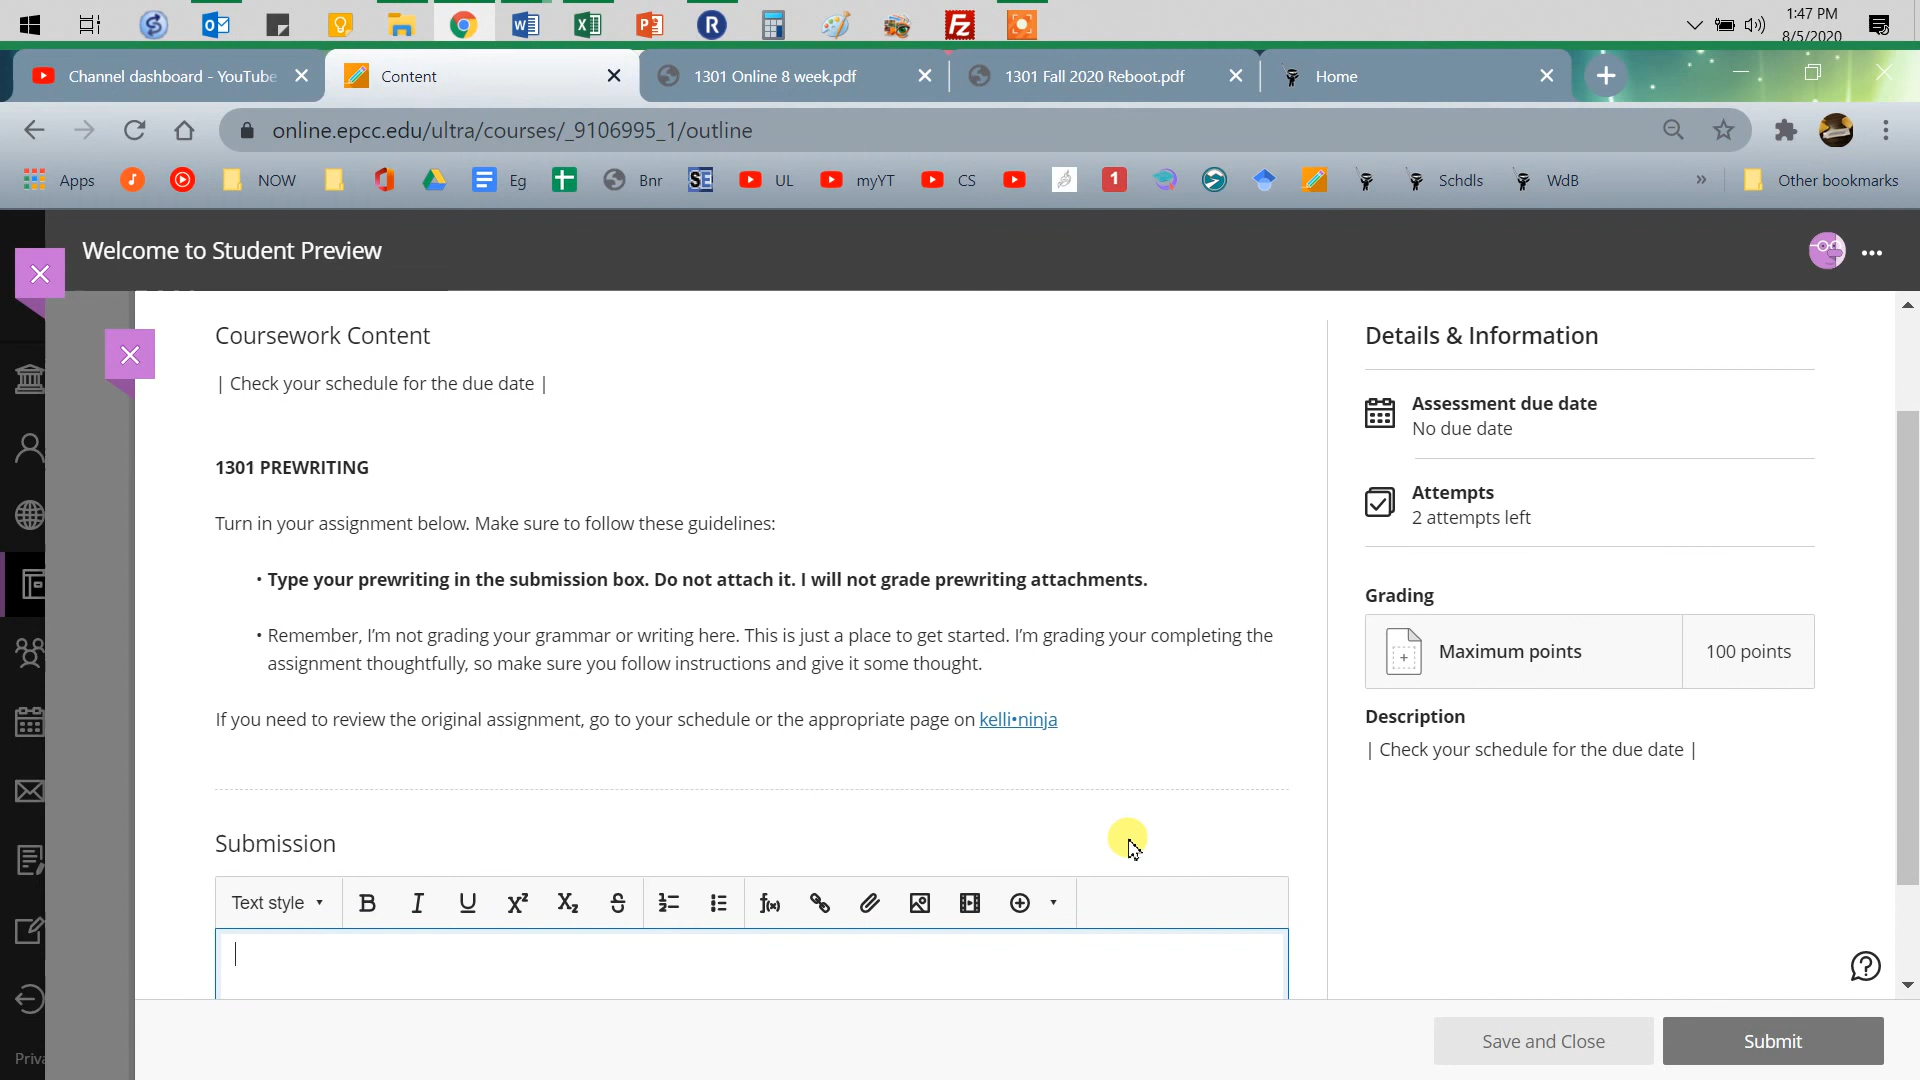 1:47 PM
8/5/2020
Channel dashboard - YouTube
Content
1301 Online 8 week.pdf
1301 Fall 2020 Reboot.pdf
Home
online.epcc.edu/ultra/courses/_9106995_1/outline
Apps
NOW
Eg
Bnr
SE
UL
myYT
CS
1
Schdls
WdB
»
Other bookmarks
Welcome to Student Preview
Coursework Content
| Check your schedule for the due date |
1301 PREWRITING
Turn in your assignment below. Make sure to follow these guidelines:
• Type your prewriting in the submission box. Do not attach it. I will not grade prewriting attachments.
• Remember, I'm not grading your grammar or writing here. This is just a place to get started. I'm grading your completing the
assignment thoughtfully, so make sure you follow instructions and give it some thought.
If you need to review the original assignment, go to your schedule or the appropriate page on kelli•ninja
Submission
Text style
Details & Information
Assessment due date
No due date
Attempts
2 attempts left
Grading
Maximum points
100 points
Description
| Check your schedule for the due date |
Priva
Save and Close
Submit